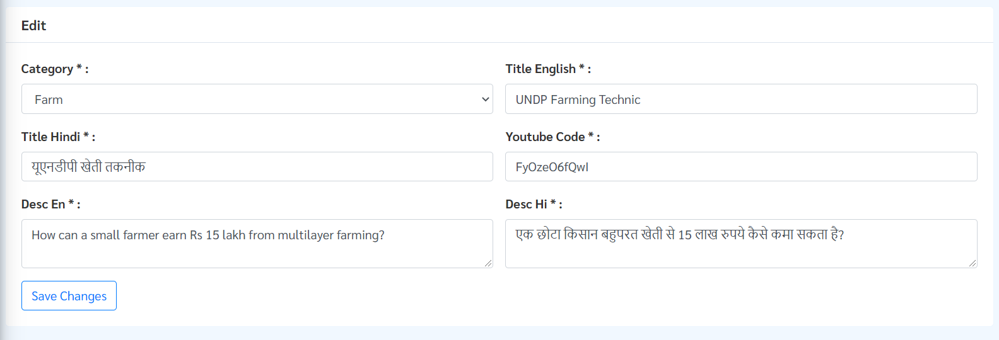 Edit
Category * :
Title English * :
Farm
UNDP Farming Technic
Title Hindi * :
Youtube Code * :
यूएनडीपी खेती तकनीक
FyOzeO6fQwI
Desc En * :
Desc Hi * :
How can a small farmer earn Rs 15 lakh from multilayer farming?
एक छोटा किसान बहुपरत खेती से 15 लाख रुपये कैसे कमा सकता है?
Save Changes